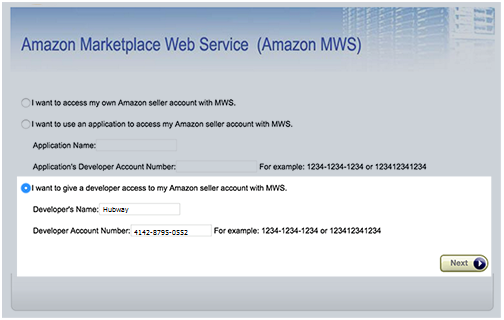 Amazon Marketplace Web Service (Amazon MWS)
I want to access my own Amazon seller account with MWS.
I want to use an application to access my Amazon seller account with MWS.
Application Name:
Application's Developer Account Number: For example: 1234-1234-1234 or 123412341234
I want to give a developer access to my Amazon seller account with MWS.
Developer's Name: Hubway
Developer Account Number: 4142-8795-0552 For example: 1234-1234-1234 or 123412341234
Next